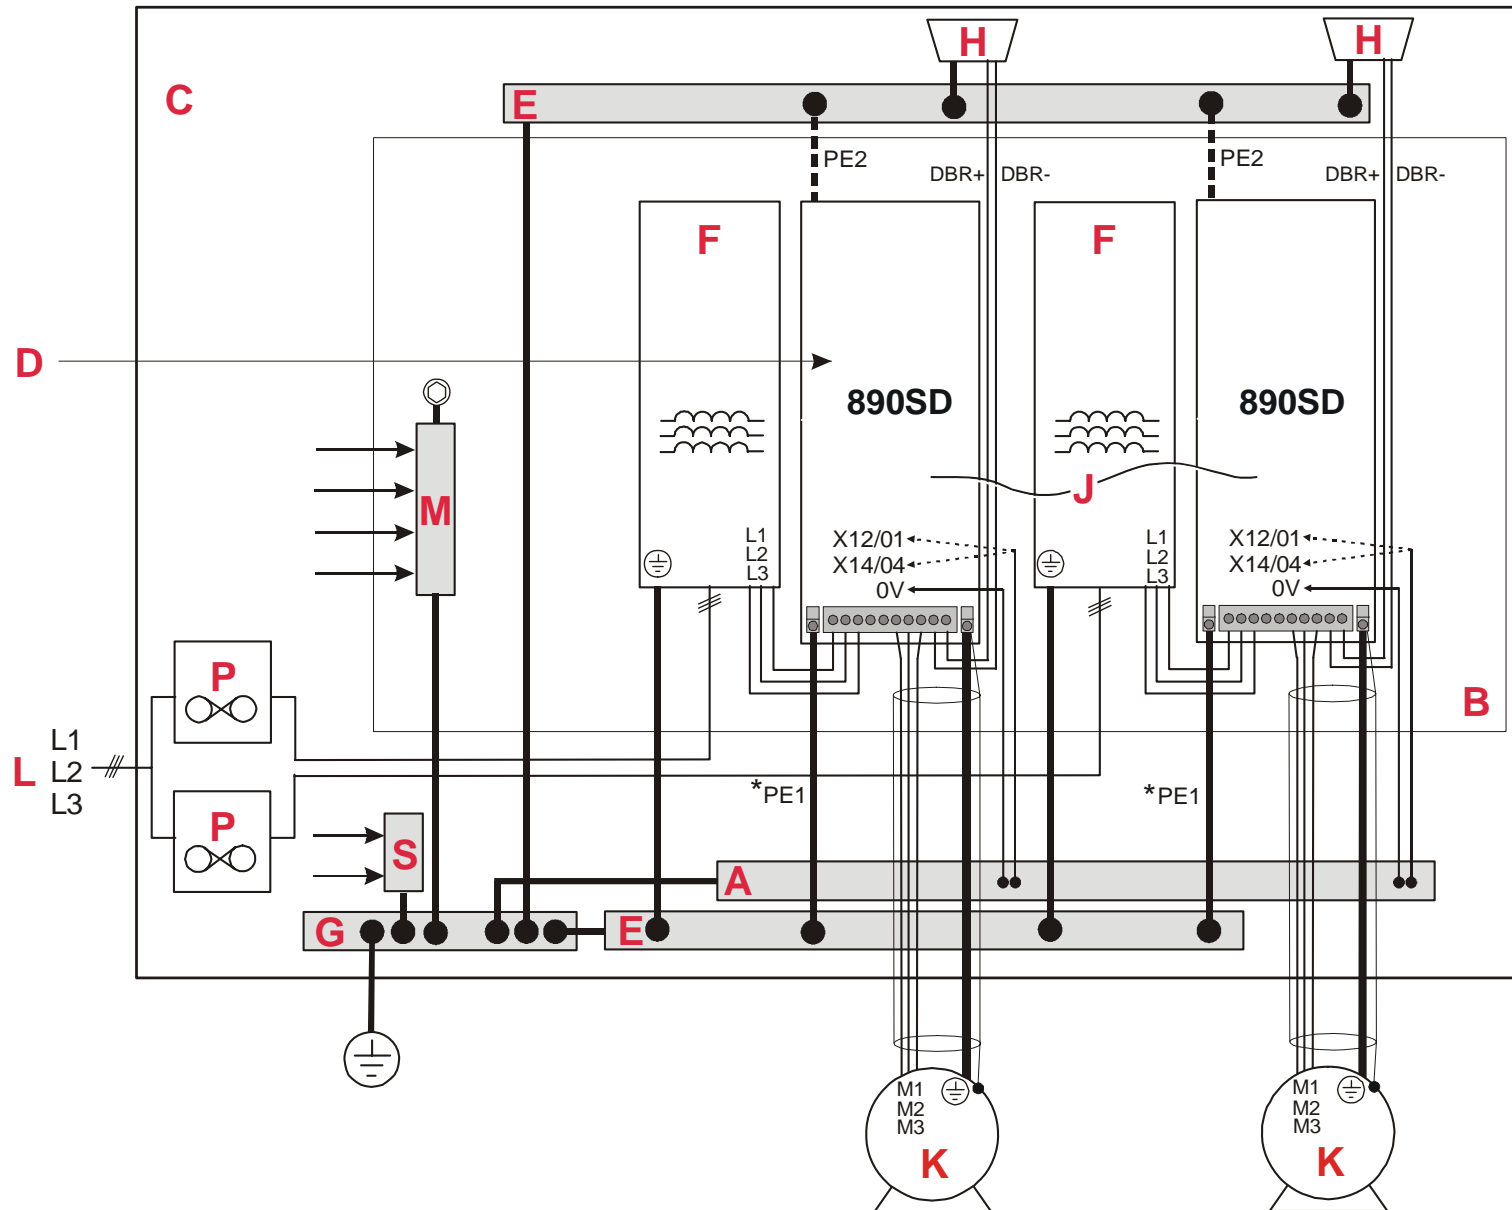 H
H
C
E
PE2
PE2
DBR+
DBR-
DBR+
DBR-
F
F
D
890SD
890SD
M
J
L1
L2
L3
X12/01
X14/04
0V
L1
L2
L3
X12/01
X14/04
0V
P
B
L
L1
L2
L3
*PE1
*PE1
P
S
A
G
E
M1
M2
M3
K
M1
M2
M3
K